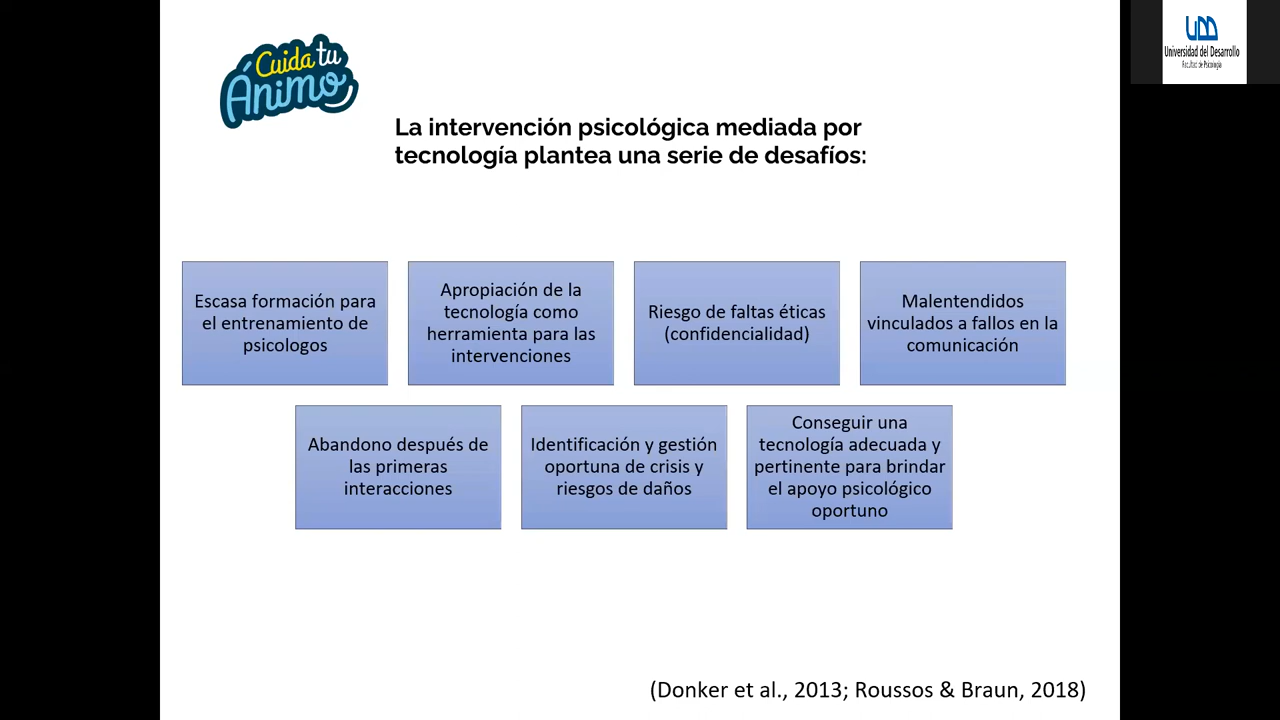 Cuida tu
Ánimo
Universidad del Desarrollo
Facultad de Psicología
La intervención psicológica mediada por
tecnología plantea una serie de desafíos:
Escasa formación para
el entrenamiento de
psicologos
Apropiación de la
tecnología como
herramienta para las
intervenciones
Riesgo de faltas éticas
(confidencialidad)
Malentendidos
vinculados a fallos en la
comunicación
Abandono después de
las primeras
interacciones
Identificación y gestión
oportuna de crisis y
riesgos de daños
Conseguir una
tecnología adecuada y
pertinente para brindar
el apoyo psicológico
oportuno
(Donker et al., 2013; Roussos & Braun, 2018)